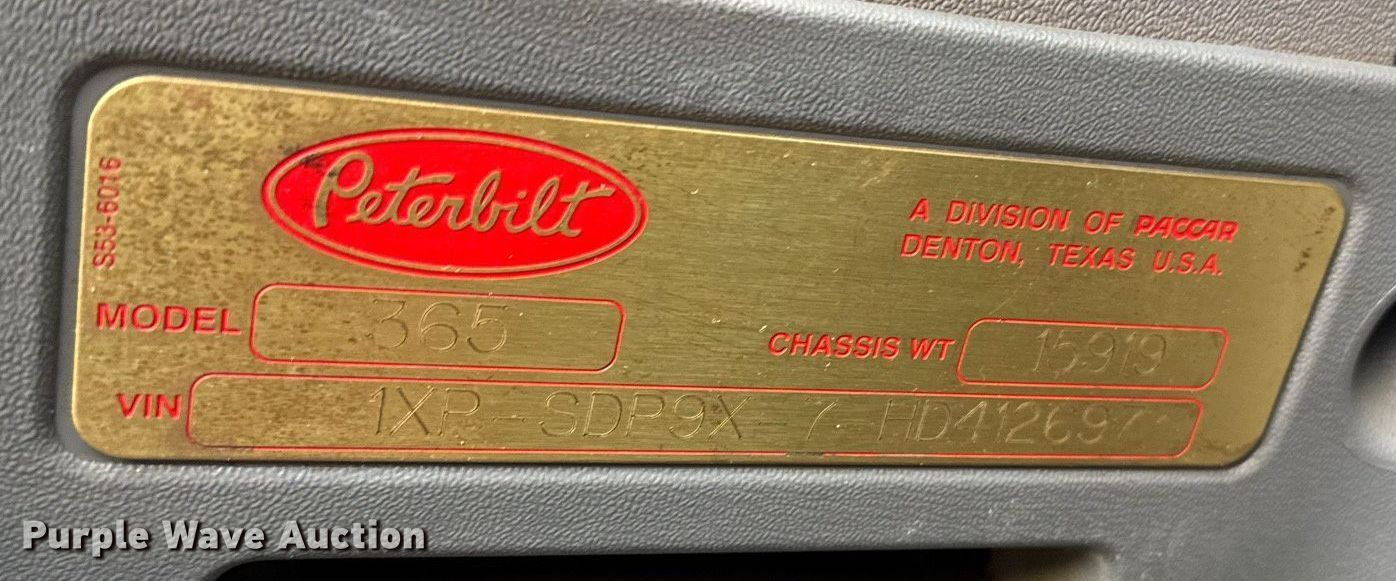 S53-6016
Peterbilt
A DIVISION OF PACCAR
DENTON, TEXAS U.S.A.
MODEL 365
CHASSIS WT 15919
VIN 1XP-SDP9X-7-HD412697
Purple Wave Auction